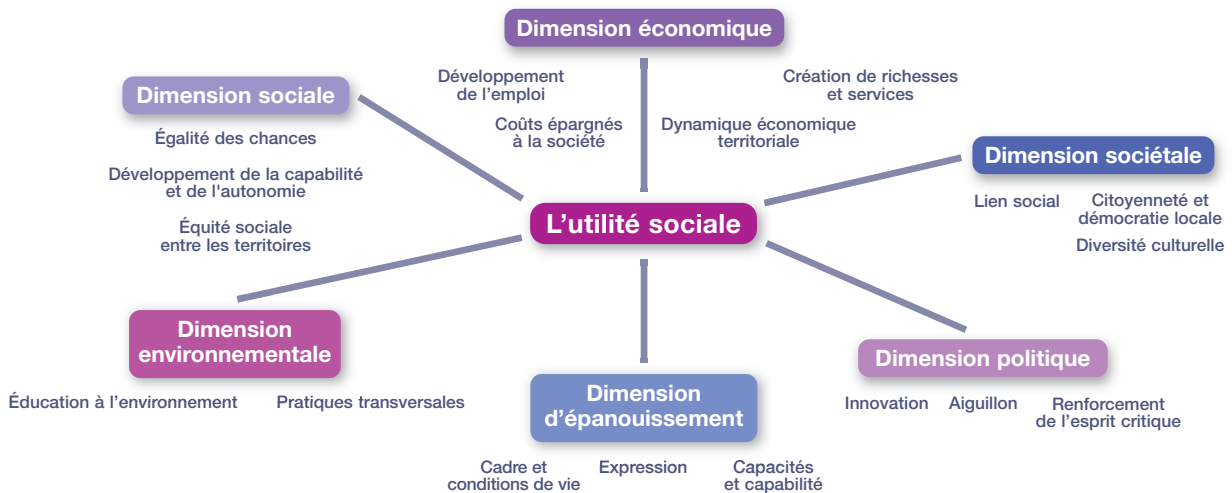 Dimension économique
Développement
de l'emploi
Création de richesses
et services
Coûts épargnés
à la société
Dynamique économique
territoriale
Dimension sociale
Égalité des chances
Développement de la capabilité
et de l'autonomie
Équité sociale
entre les territoires
Dimension sociétale
Lien social
Citoyenneté et
démocratie locale
Diversité culturelle
L'utilité sociale
Dimension
environnementale
Éducation à l'environnement
Pratiques transversales
Dimension
d'épanouissement
Cadre et
conditions de vie
Expression
Capacités
et capabilité
Dimension politique
Innovation
Aiguillon
Renforcement
de l'esprit critique